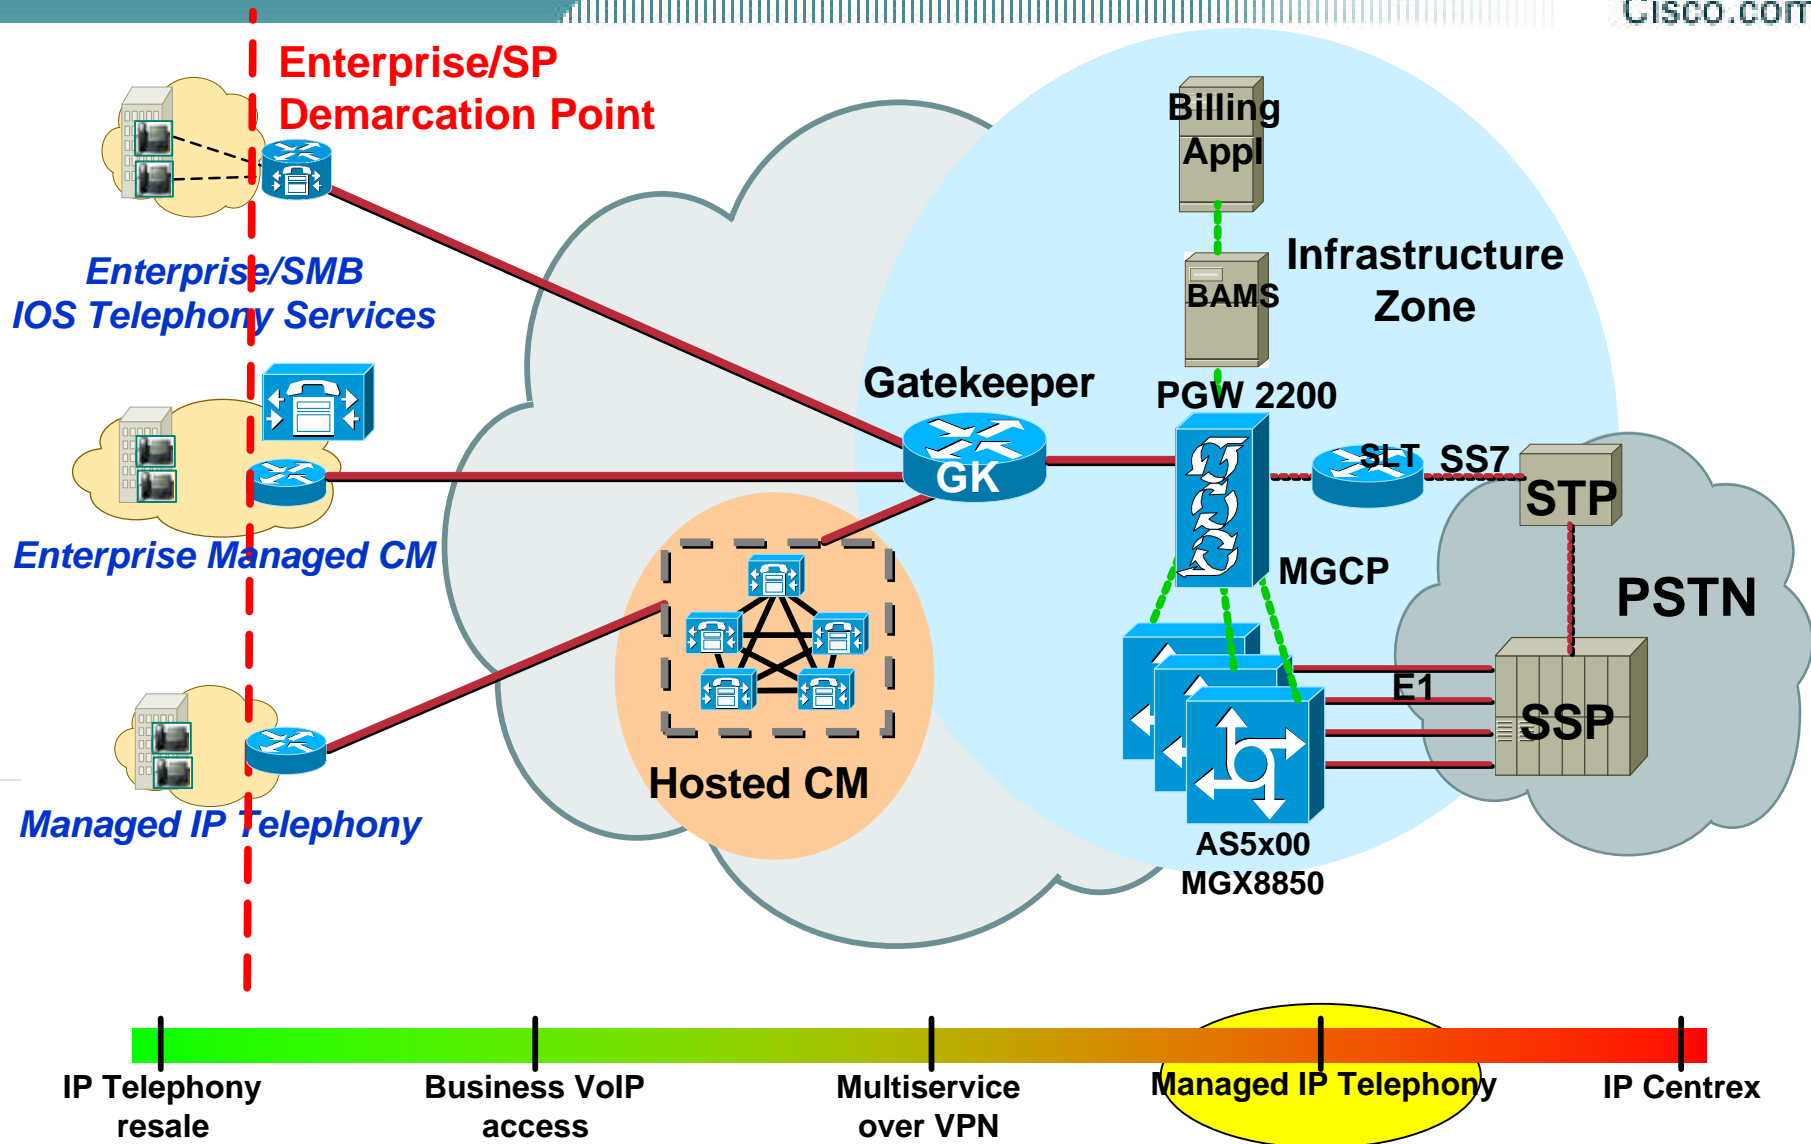 Cisco.com
Enterprise/SP
Demarcation Point
Billing
Appl
Infrastructure
Zone
BAMS
Enterprise/SMB
IOS Telephony Services
Gatekeeper
PGW 2200
GK
SLT
SS7
STP
Enterprise Managed CM
MGCP
PSTN
E1
SSP
Hosted CM
Managed IP Telephony
AS5x00
MGX8850
IP Telephony
resale
Business VoIP
access
Multiservice
over VPN
Managed IP Telephony
IP Centrex